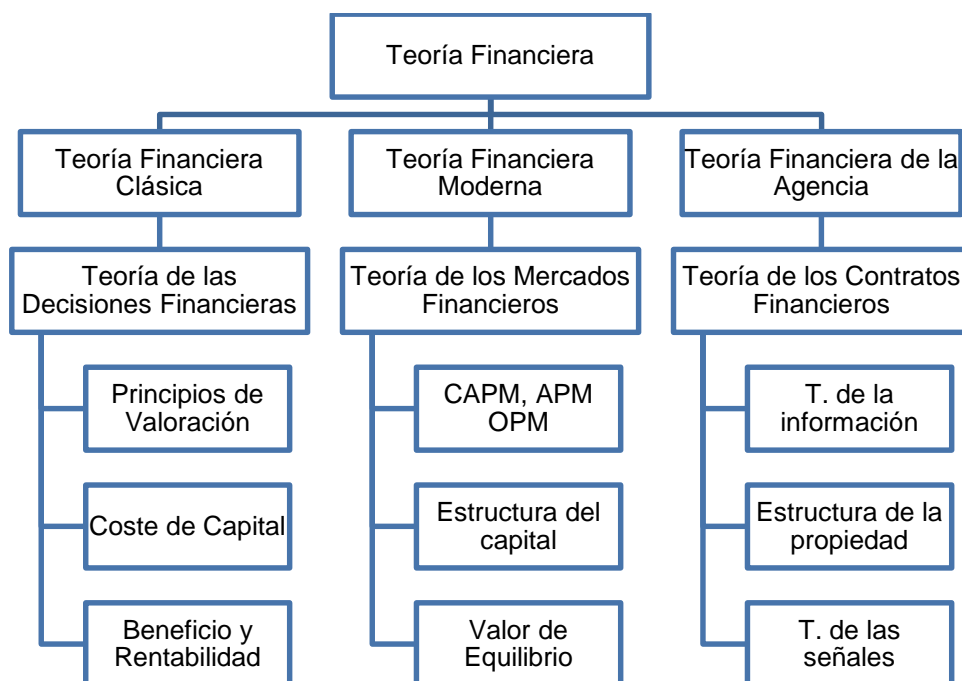 Teoría Financiera
Teoría Financiera
Clásica
Teoría Financiera
Moderna
Teoría Financiera de la
Agencia
Teoría de las
Decisiones Financieras
Teoría de los Mercados
Financieros
Teoría de los Contratos
Financieros
Principios de
Valoración
CAPM, APM
OPM
T. de la
información
Coste de Capital
Estructura del
capital
Estructura de la
propiedad
Beneficio y
Rentabilidad
Valor de
Equilibrio
T. de las
señales